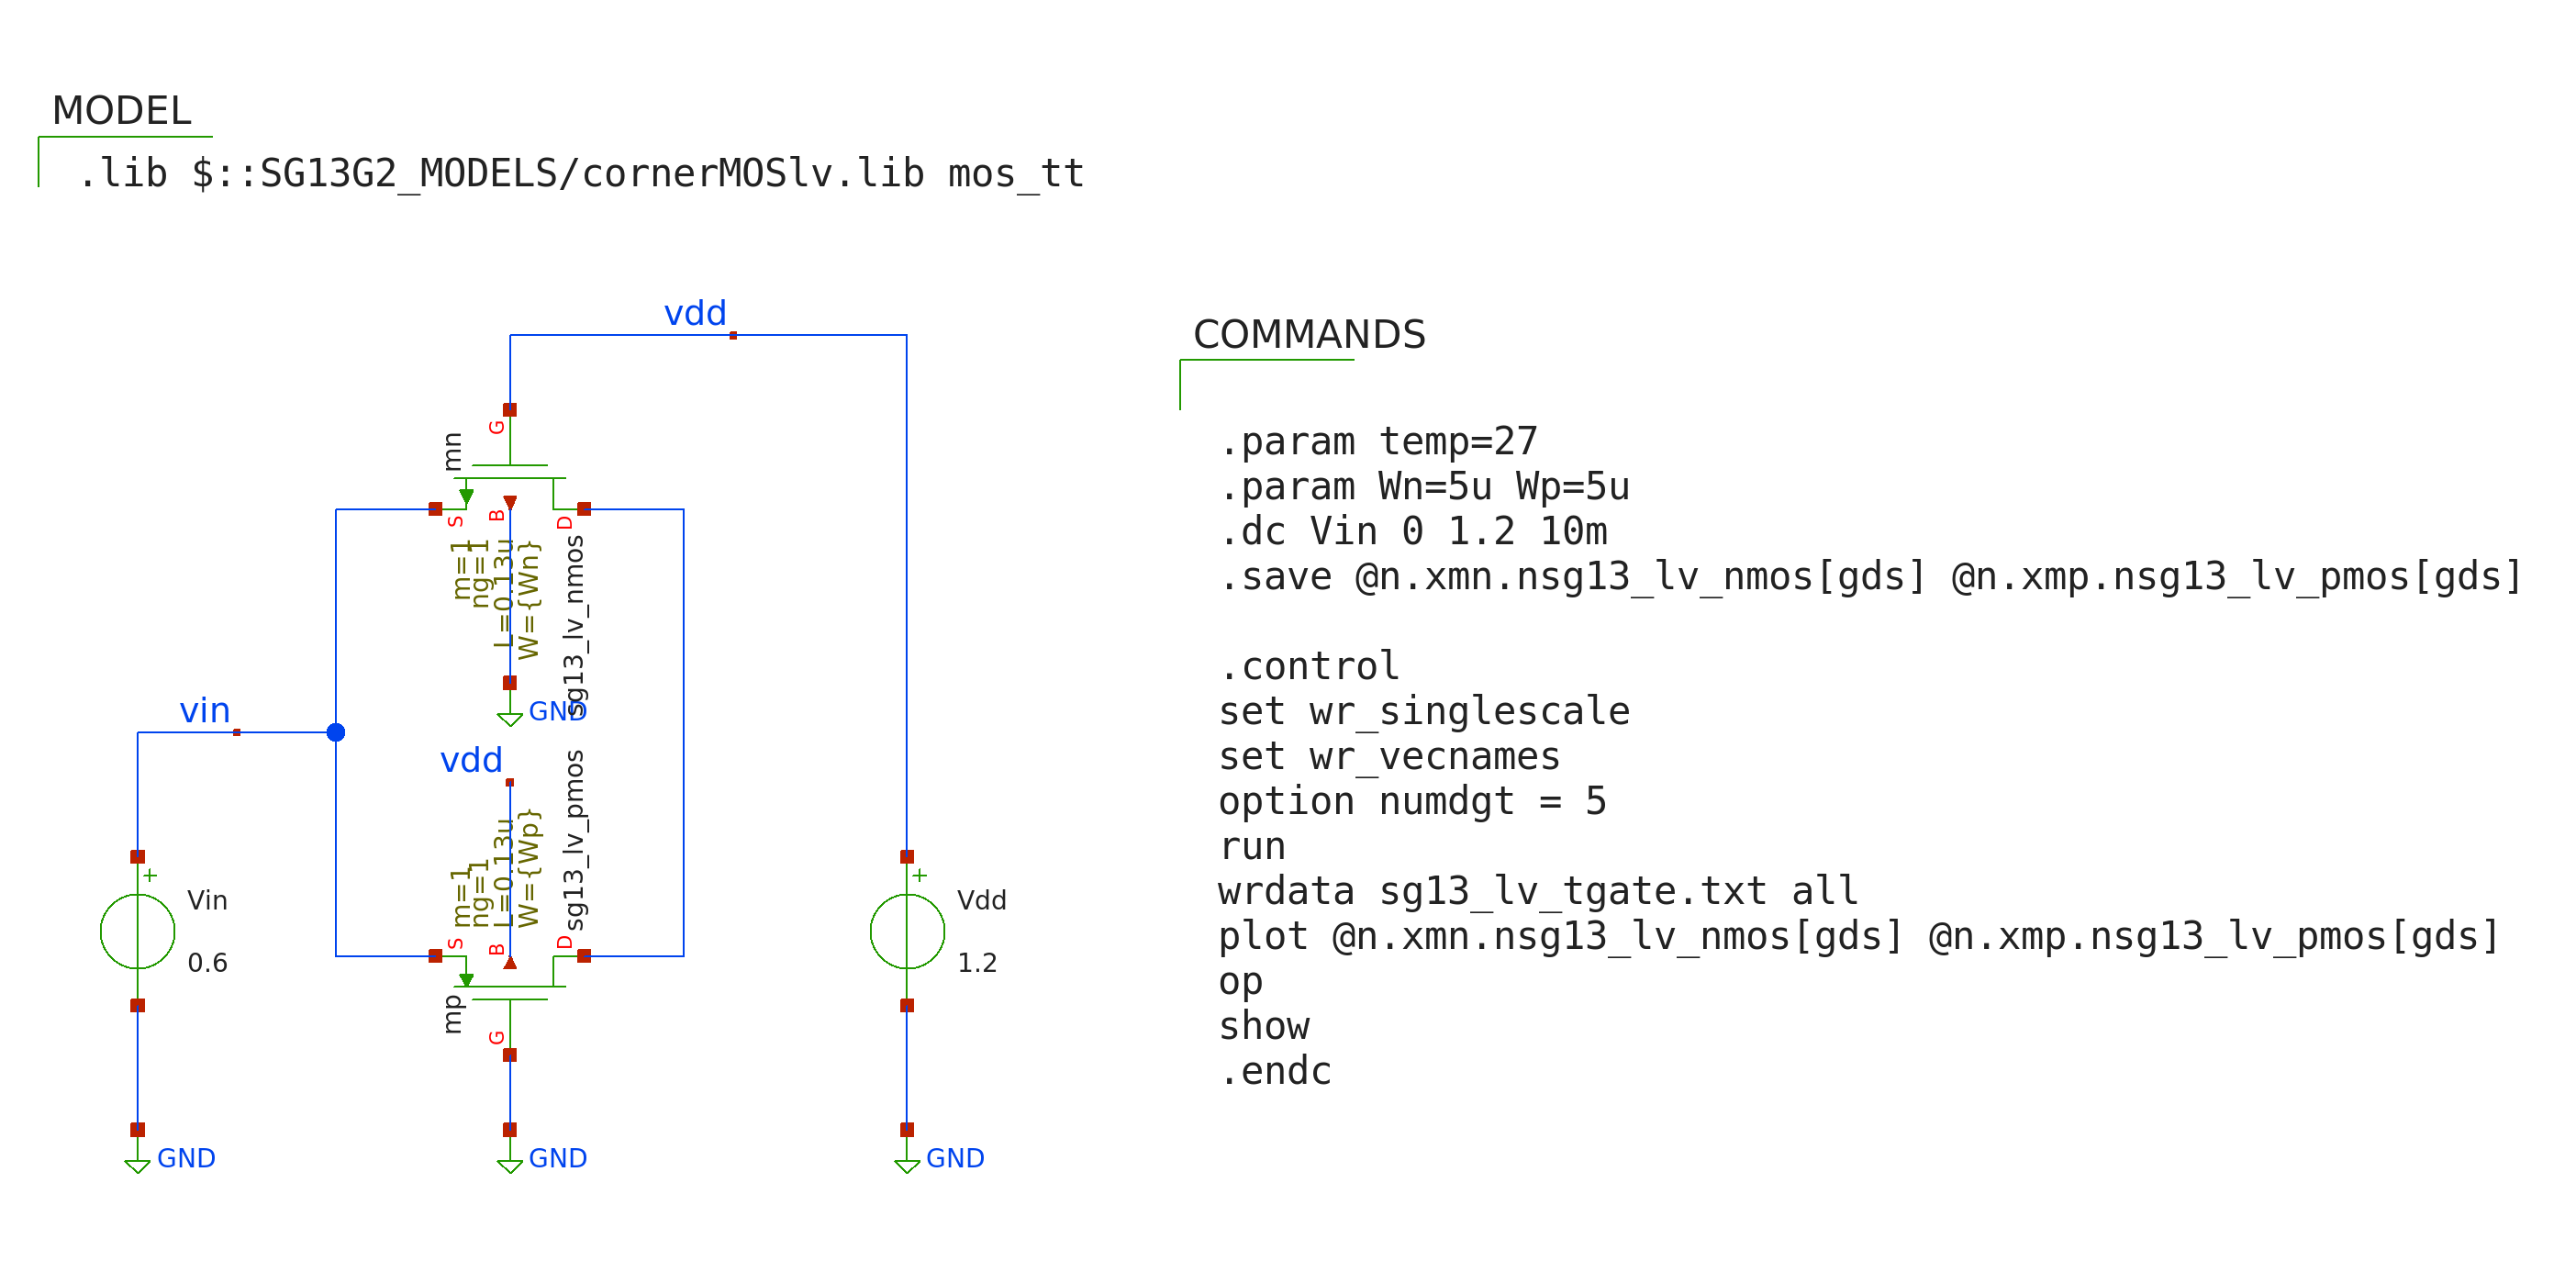 MODEL
.lib $::SG13G2_MODELS/cornerMOSlv.lib mos_tt
vdd
G
mn
S
B
D
m=1
ng=1
L=0.13u
W={Wn}
sg13_lv_nmos
GND
vin
vdd
m=1
ng=1
L=0.13u
W={Wp}
sg13_lv_pmos
S
B
D
mp
G
GND
+
Vin
0.6
GND
+
Vdd
1.2
GND
COMMANDS
.param temp=27
.param Wn=5u Wp=5u
.dc Vin 0 1.2 10m
.save @n.xmn.nsg13_lv_nmos[gds] @n.xmp.nsg13_lv_pmos[gds]
.control
set wr_singlescale
set wr_vecnames
option numdgt = 5
run
wrdata sg13_lv_tgate.txt all
plot @n.xmn.nsg13_lv_nmos[gds] @n.xmp.nsg13_lv_pmos[gds]
op
show
.endc